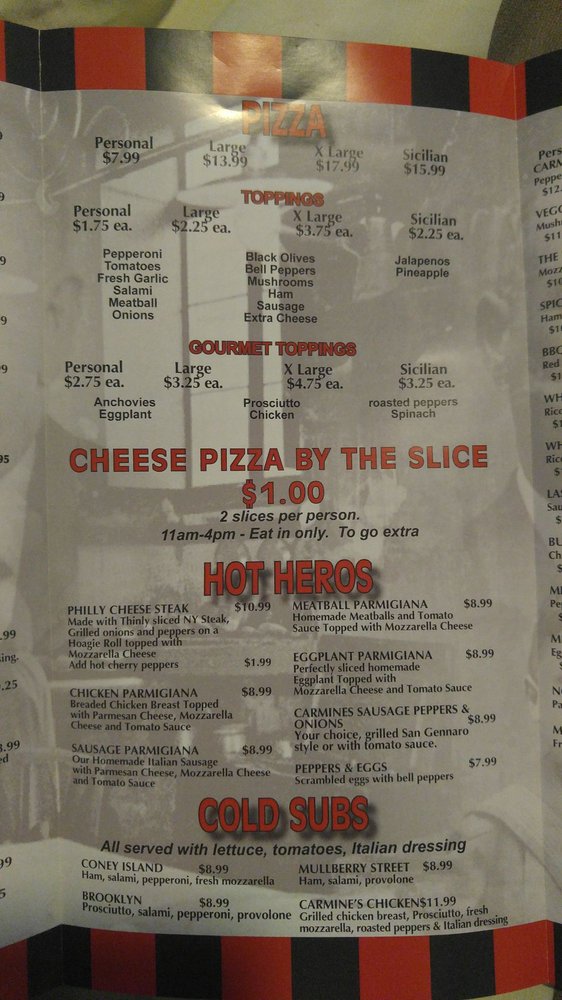 PIZZA
Personal Large X Large Sicilian
$7.99 $13.99 $17.99 $15.99
TOPPINGS
Personal Large X Large Sicilian
$1.75 ea. $2.25 ea. $3.75 ea. $2.25 ea.
Pepperoni
Tomatoes
Fresh Garlic
Salami
Meatball
Onions
Black Olives
Bell Peppers
Mushrooms
Ham
Sausage
Extra Cheese
Jalapenos
Pineapple
GOURMET TOPPINGS
Personal Large X Large Sicilian
$2.75 ea. $3.25 ea. $4.75 ea. $3.25 ea.
Anchovies
Eggplant
Prosciutto
Chicken
roasted peppers
Spinach
CHEESE PIZZA BY THE SLICE
$1.00
2 slices per person.
11am-4pm - Eat in only. To go extra
HOT HEROS
PHILLY CHEESE STEAK $10.99
Made with Thinly sliced NY Steak,
Grilled onions and peppers on a
Hoagie Roll topped with
Mozzarella Cheese
Add hot cherry peppers $1.99
CHICKEN PARMIGIANA $8.99
Breaded Chicken Breast Topped
with Parmesan Cheese, Mozzarella
Cheese and Tomato Sauce
SAUSAGE PARMIGIANA $8.99
Our Homemade Italian Sausage
with Parmesan Cheese, Mozzarella Cheese
and Tomato Sauce
MEATBALL PARMIGIANA $8.99
Homemade Meatballs and Tomato
Sauce Topped with Mozzarella Cheese
EGGPLANT PARMIGIANA $8.99
Perfectly sliced homemade
Eggplant Topped with
Mozzarella Cheese and Tomato Sauce
CARMINES SAUSAGE PEPPERS &
ONIONS $8.99
Your choice, grilled San Gennaro
style or with tomato sauce.
PEPPERS & EGGS $7.99
Scrambled eggs with bell peppers
COLD SUBS
All served with lettuce, tomatoes, Italian dressing
CONEY ISLAND $8.99
Ham, salami, pepperoni, fresh mozzarella
BROOKLYN $8.99
Prosciutto, salami, pepperoni, provolone
MULLBERRY STREET $8.99
Ham, salami, provolone
CARMINE'S CHICKEN $11.99
Grilled chicken breast, Prosciutto, fresh
mozzarella, roasted peppers & Italian dressing